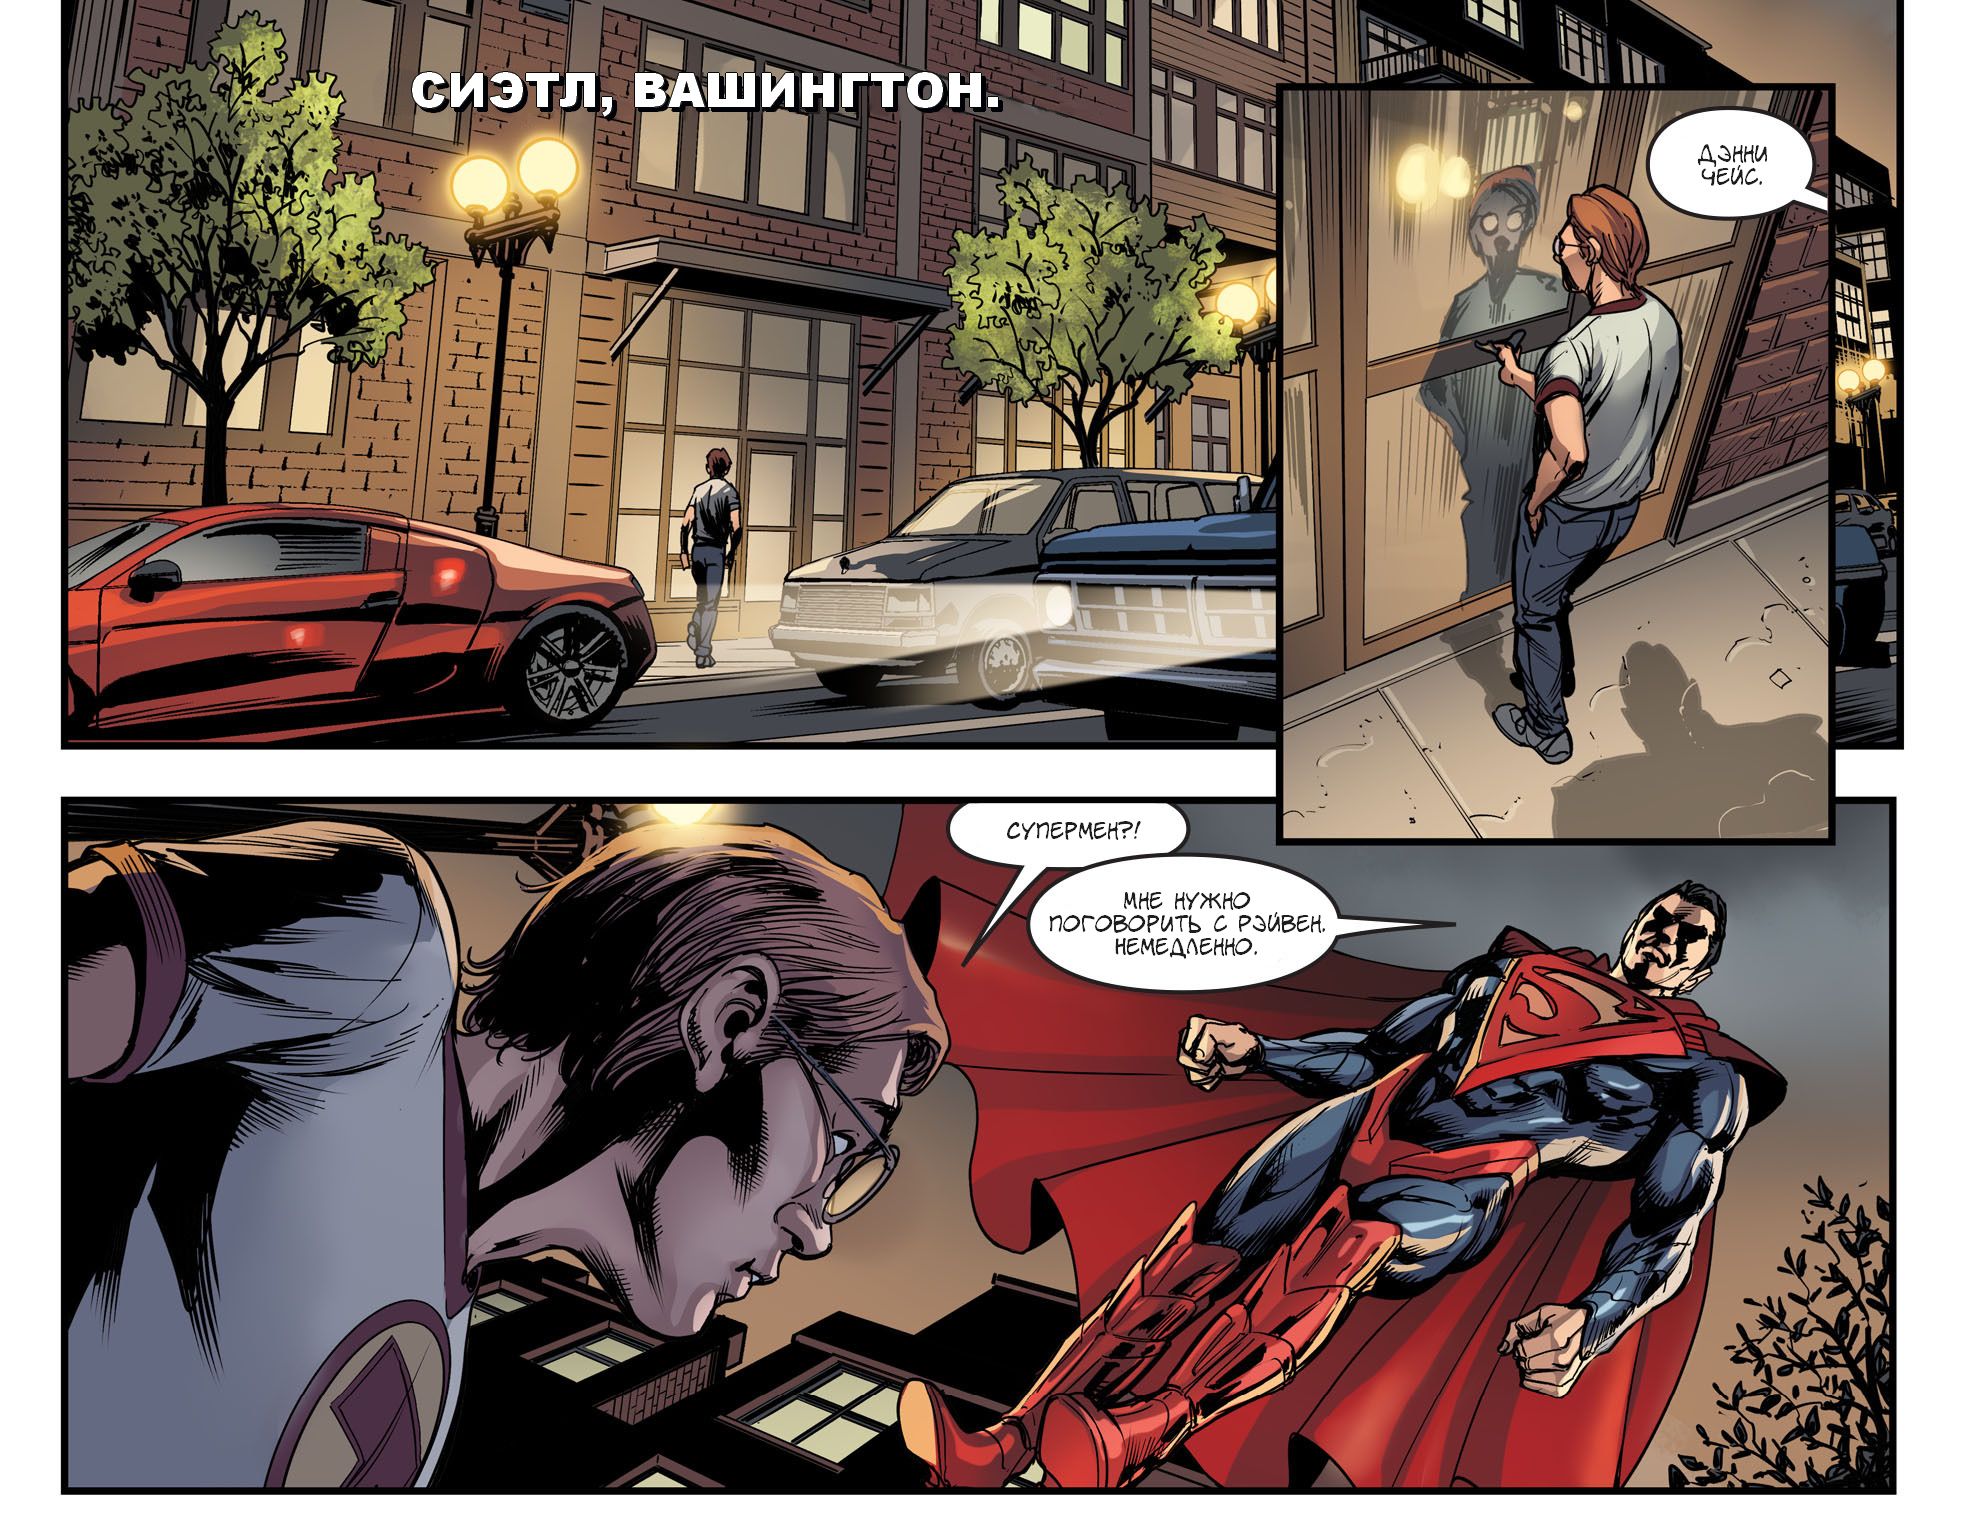 СИЭТЛ, ВАШИНГТОН.
ДЭННИ
ЧЕЙС.
СУПЕРМЕН?!
МНЕ НУЖНО
ПОГОВОРИТЬ С РЭЙВЕН.
НЕМЕДЛЕННО.